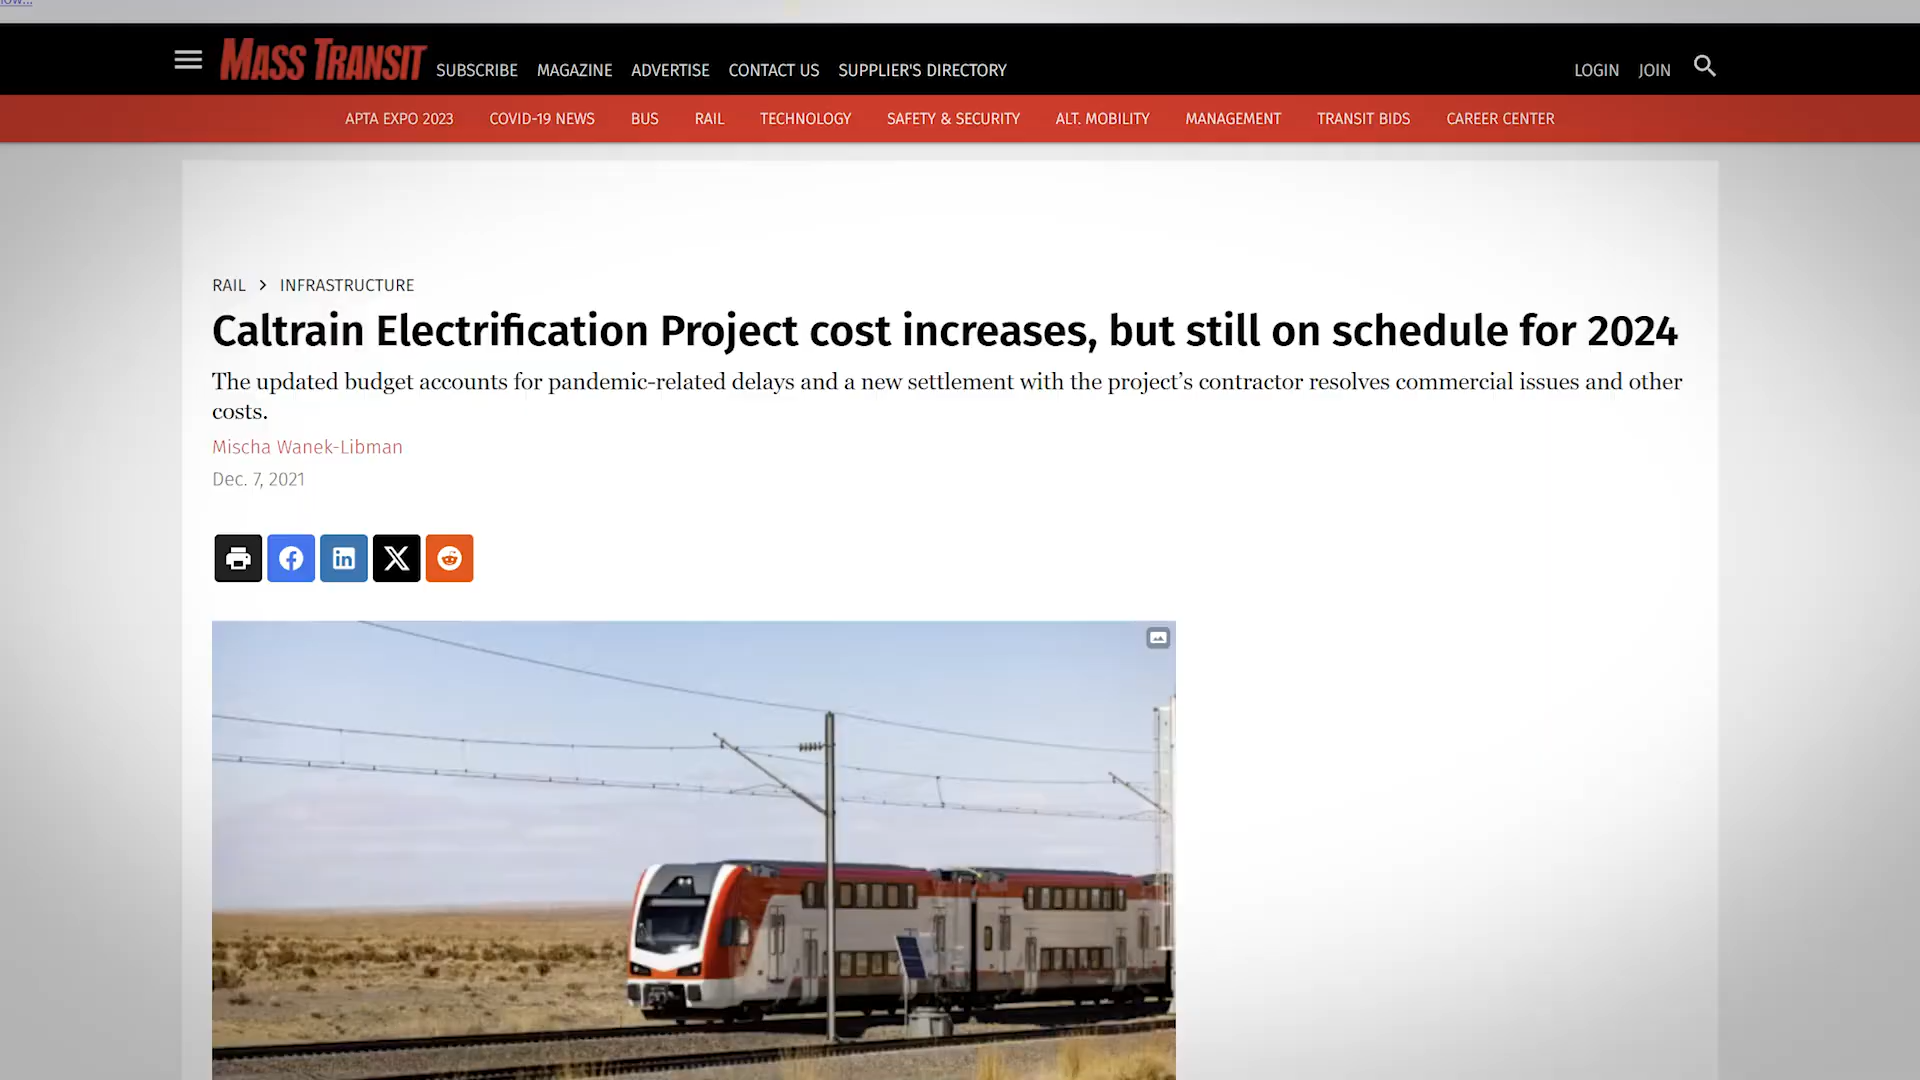 MASS TRANSIT
SUBSCRIBE MAGAZINE ADVERTISE CONTACT US SUPPLIER'S DIRECTORY
LOGIN JOIN
APTA EXPO 2023 COVID-19 NEWS BUS RAIL TECHNOLOGY SAFETY & SECURITY ALT. MOBILITY MANAGEMENT TRANSIT BIDS CAREER CENTER
RAIL > INFRASTRUCTURE
Caltrain Electrification Project cost increases, but still on schedule for 2024
The updated budget accounts for pandemic-related delays and a new settlement with the project’s contractor resolves commercial issues and other
costs.
Mischa Wanek-Libman
Dec. 7, 2021